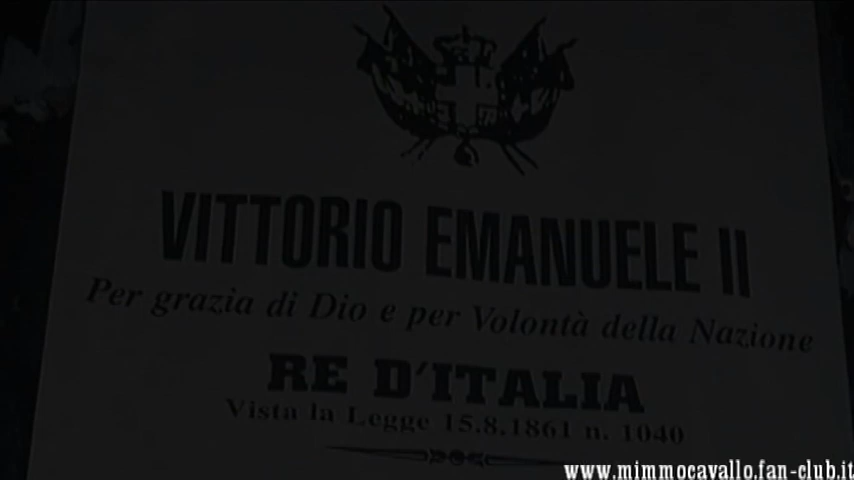 VITTORIO EMANUELE II
Per grazia di Dio e per Volontà della Nazione
RE D'ITALIA
Vista la Legge 15.8.1861 n. 1040
www.mimmocavallo.fan-club.it